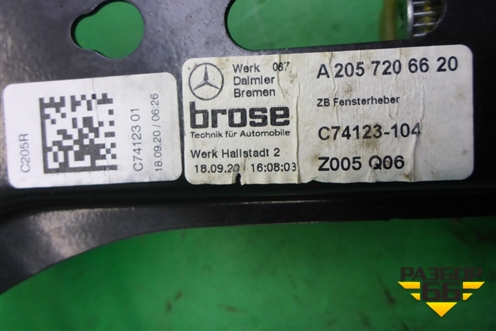 C205R
C74123 01
18.09.20 / 06:26
Werk 067
Daimler
Bremen
brose
Technik für Automobile
Werk Hallstadt 2
18.09.20 16:08:03
A 205 720 66 20
ZB Fensterheber
C74123-104
Z005 Q06
РАЗБОР
66